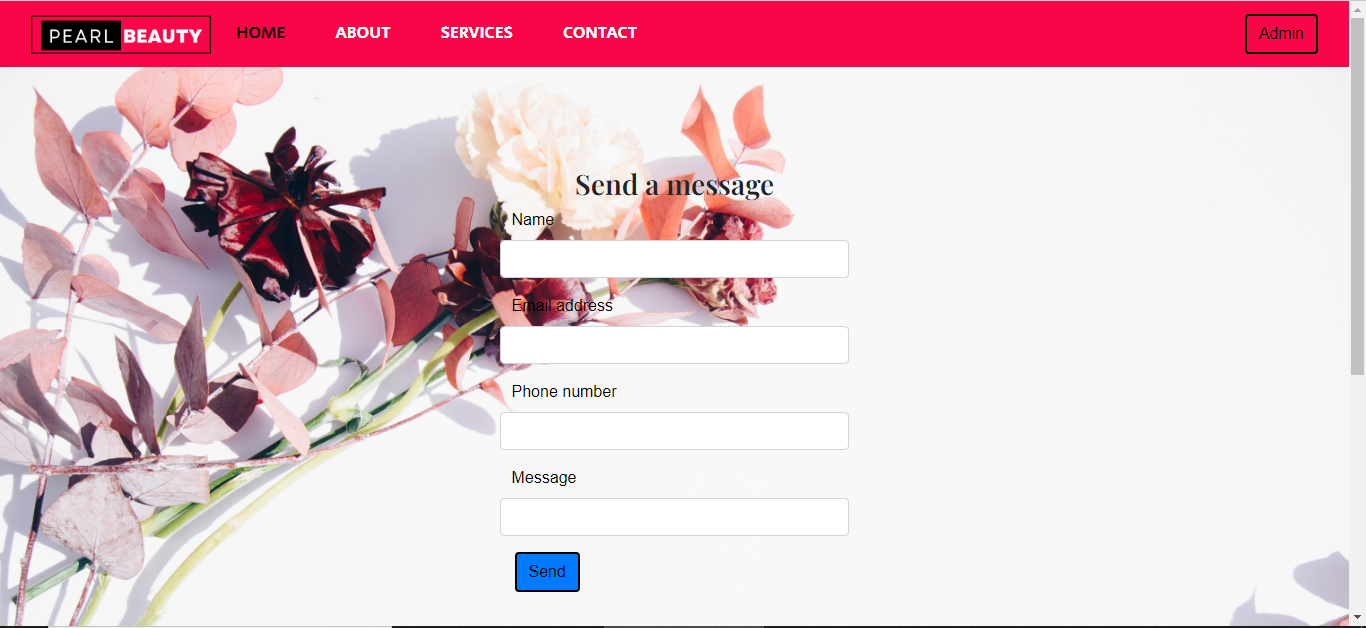 PEARL BEAUTY HOME ABOUT SERVICES CONTACT Admin
Send a message
Name
Email address
Phone number
Message
Send